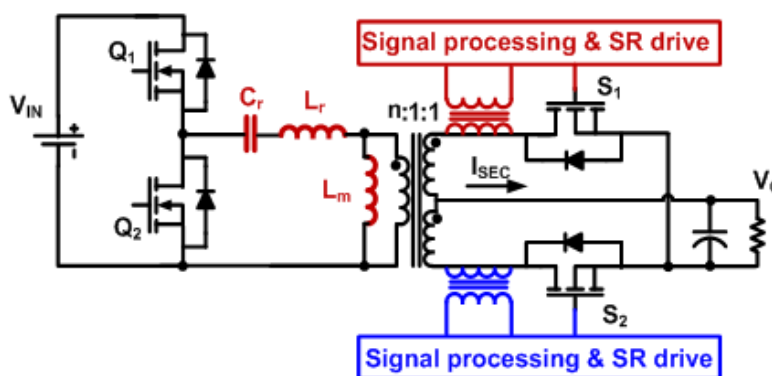 Signal processing & SR drive
Q1
Cr
Lr
n:1:1
S1
VIN
Lm
ISEC
Q2
S2
Signal processing & SR drive